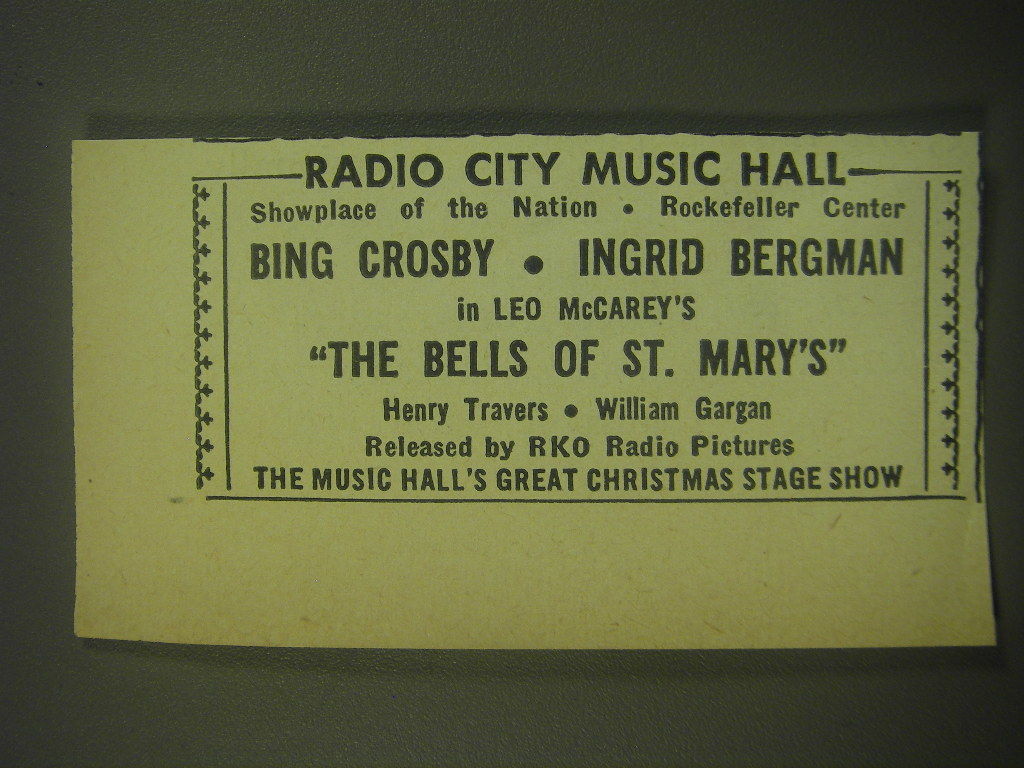 RADIO CITY MUSIC HALL
Showplace of the Nation • Rockefeller Center
BING CROSBY • INGRID BERGMAN
in LEO McCAREY'S
“THE BELLS OF ST. MARY'S”
Henry Travers • William Gargan
Released by RKO Radio Pictures
THE MUSIC HALL'S GREAT CHRISTMAS STAGE SHOW